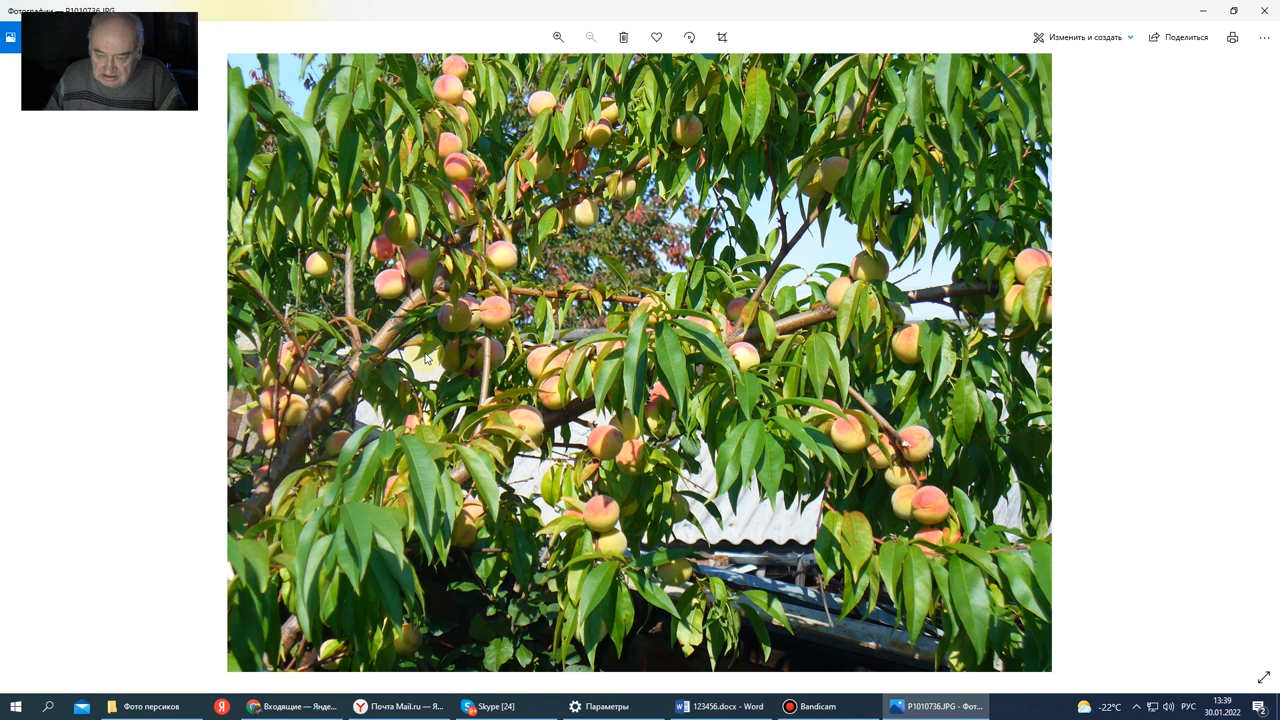 Фотографии — P1010736.JPG
Изменить и создать
Поделиться
Фото персиков
Входящие — Янде...
Почта Mail.ru — Я...
Skype [24]
Параметры
123456.docx - Word
Bandicam
P1010736.JPG - Фот...
-22°C
РУС
13:39
30.01.2022
2